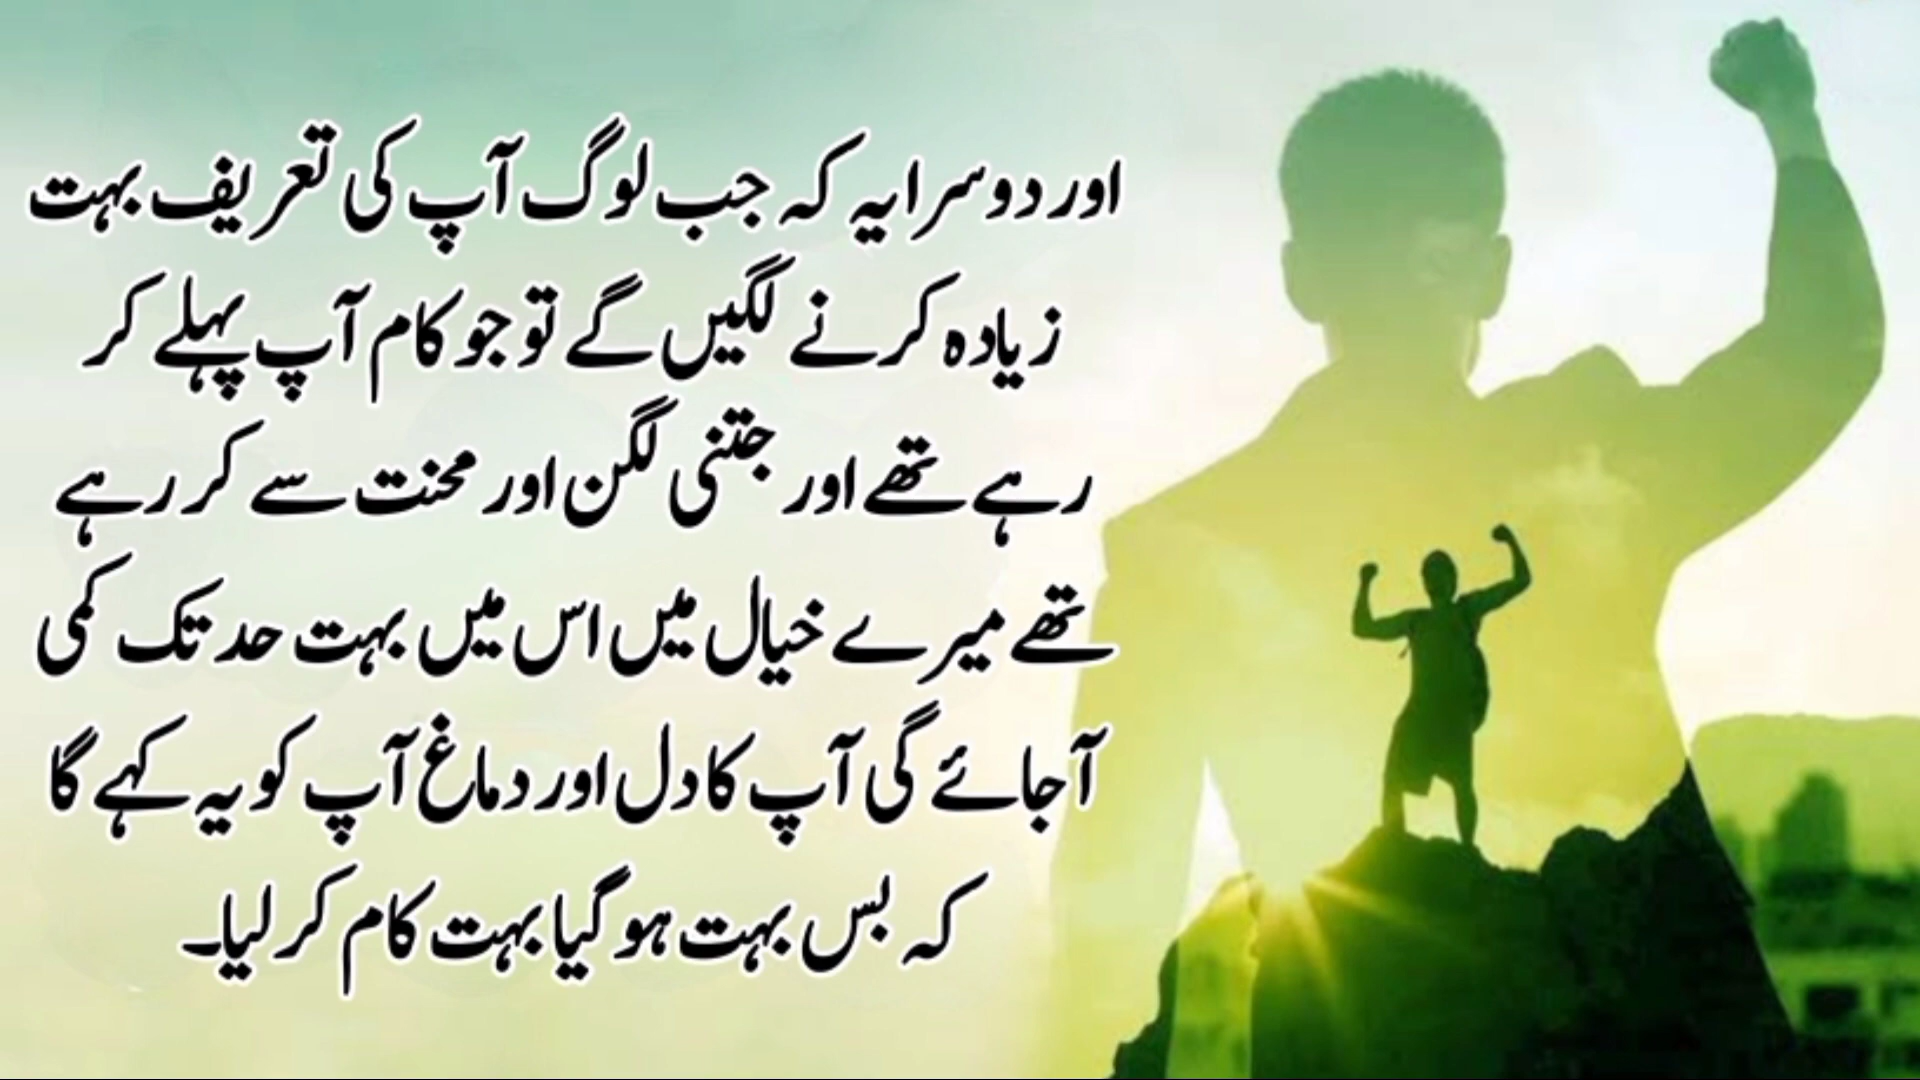 اور دوسرا یہ کہ جب لوگ آپ کی تعریف بہت
زیادہ کرنے لگیں گے تو جو کام آپ پہلے کر
رہے تھے اور جتنی لگن اور محنت سے کر رہے
تھے میرے خیال میں اس میں بہت حد تک کمی
آجائے گی آپ کا دل اور دماغ آپ کو یہ کہے گا
کہ بس بہت ہو گیا بہت کام کر لیا۔